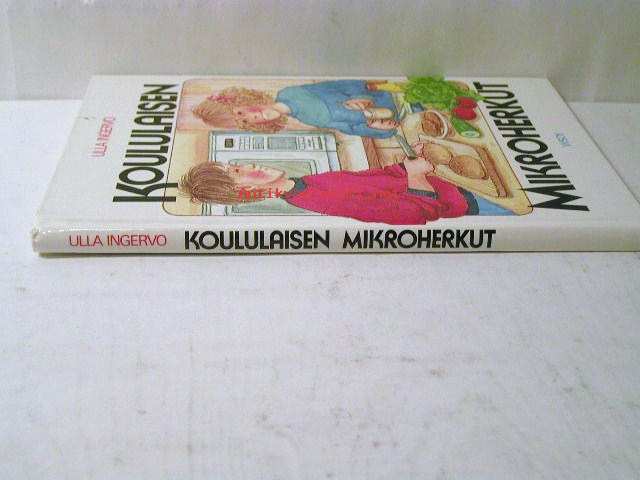 ULLA INGERVO
KOULULAISEN
MIKROHERKUT
ULLA INGERVO KOULULAISEN MIKROHERKUT